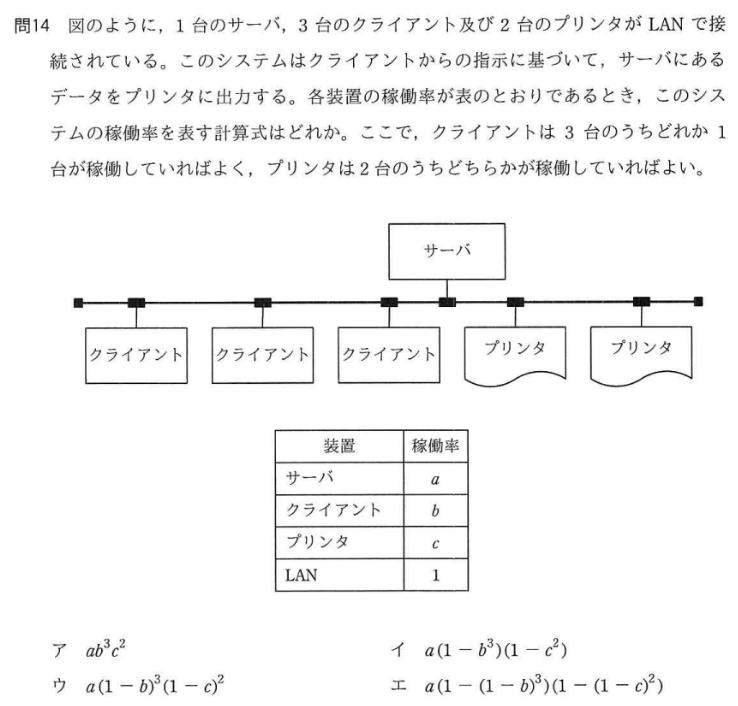 問14 図のように，1 台のサーバ，3 台のクライアント及び 2 台のプリンタが LAN で接
続されている。このシステムはクライアントからの指示に基づいて，サーバにある
データをプリンタに出力する。各装置の稼働率が表のとおりであるとき，このシス
テムの稼働率を表す計算式はどれか。ここで，クライアントは 3 台のうちどれか 1
台が稼働していればよく，プリンタは 2 台のうちどちらかが稼働していればよい。
サーバ
クライアント クライアント クライアント プリンタ プリンタ
装置 稼働率
サーバ a
クライアント b
プリンタ c
LAN 1
ア ab³c² イ a(1 − b³)(1 − c²)
ウ a(1 − b)³(1 − c)² エ a(1 − (1 − b)³)(1 − (1 − c)²)